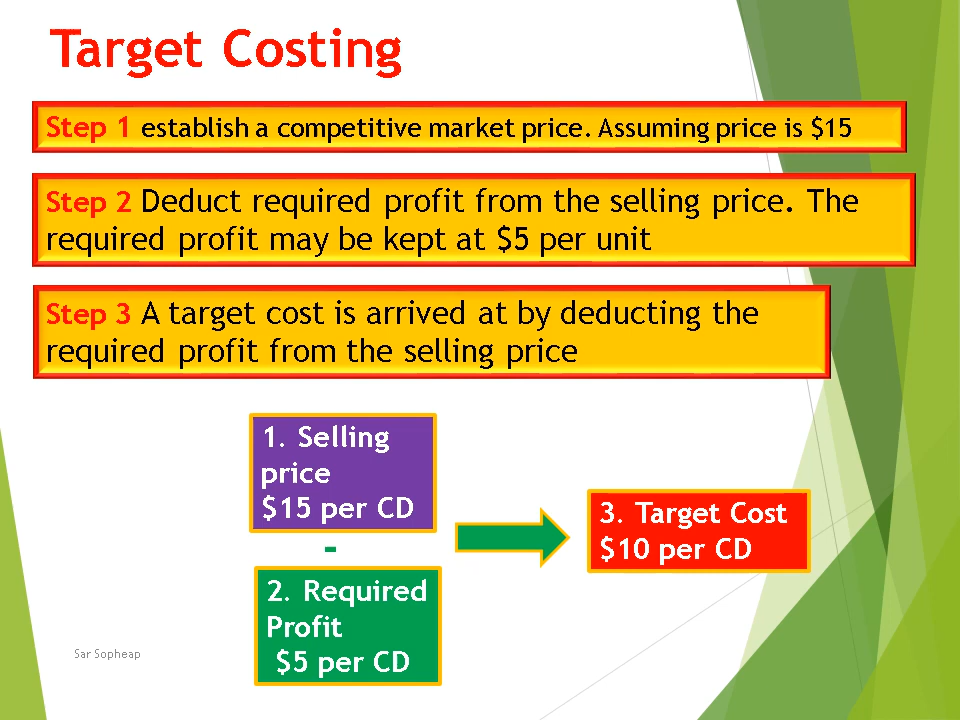 Target Costing
Step 1 establish a competitive market price. Assuming price is $15
Step 2 Deduct required profit from the selling price. The
required profit may be kept at $5 per unit
Step 3 A target cost is arrived at by deducting the
required profit from the selling price
1. Selling
price
$15 per CD
-
2. Required
Profit
$5 per CD
3. Target Cost
$10 per CD
Sar Sopheap